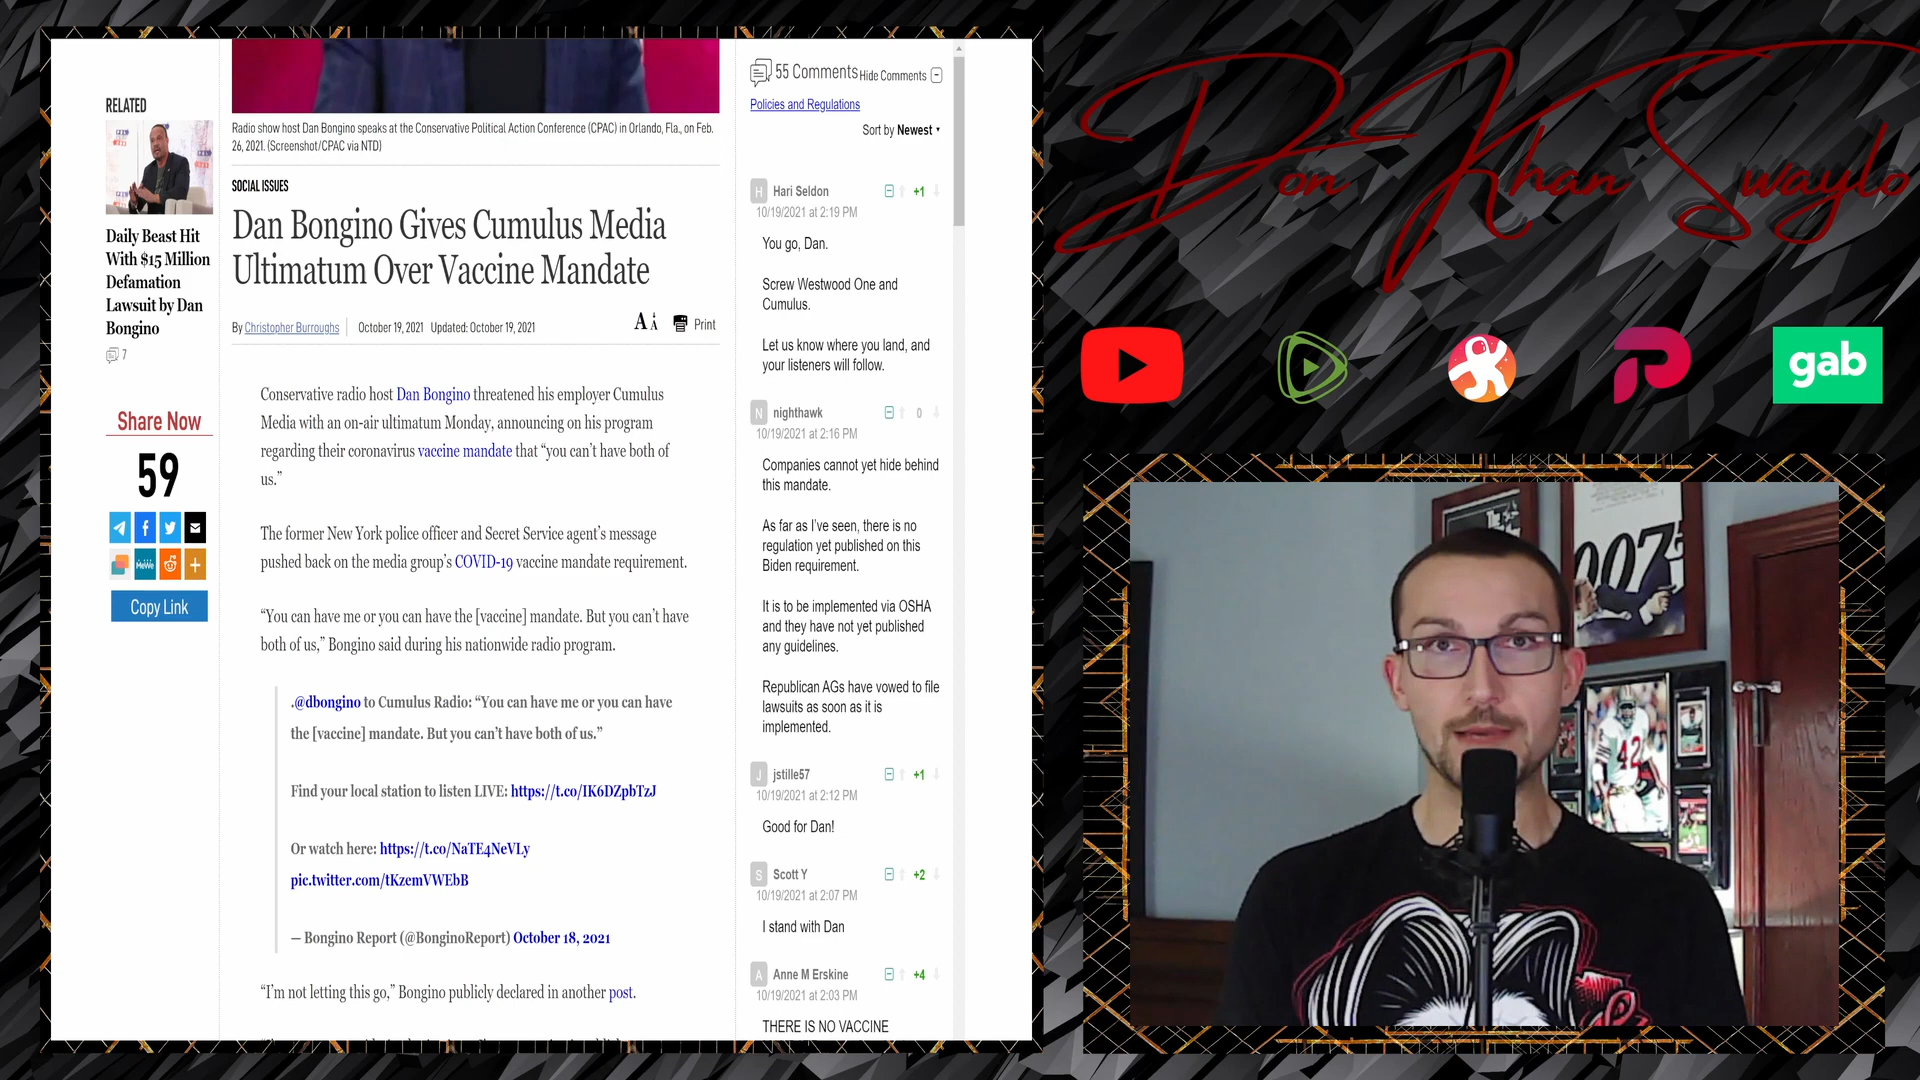 RELATED
Daily Beast Hit
With $15 Million
Defamation
Lawsuit by Dan
Bongino
7
Share Now
59
MeWe
Copy Link
Radio show host Dan Bongino speaks at the Conservative Political Action Conference (CPAC) in Orlando, Fla., on Feb.
26, 2021. (Screenshot/CPAC via NTD)
SOCIAL ISSUES
Dan Bongino Gives Cumulus Media
Ultimatum Over Vaccine Mandate
By Christopher Burroughs October 19, 2021 Updated: October 19, 2021
A A Print
Conservative radio host Dan Bongino threatened his employer Cumulus
Media with an on-air ultimatum Monday, announcing on his program
regarding their coronavirus vaccine mandate that “you can’t have both of
us.”
The former New York police officer and Secret Service agent’s message
pushed back on the media group’s COVID-19 vaccine mandate requirement.
“You can have me or you can have the [vaccine] mandate. But you can’t have
both of us,” Bongino said during his nationwide radio program.
.@dbongino to Cumulus Radio: “You can have me or you can have
the [vaccine] mandate. But you can’t have both of us.”
Find your local station to listen LIVE: https://t.co/IK6DZpbTzJ
Or watch here: https://t.co/NaTE4NeVLy
pic.twitter.com/tKzemVWEbB
— Bongino Report (@BonginoReport) October 18, 2021
“I’m not letting this go,” Bongino publicly declared in another post.
55 Comments Hide Comments
Policies and Regulations
Sort by Newest
H Hari Seldon +1
10/19/2021 at 2:19 PM
You go, Dan.
Screw Westwood One and
Cumulus.
Let us know where you land, and
your listeners will follow.
N nighthawk 0
10/19/2021 at 2:16 PM
Companies cannot yet hide behind
this mandate.
As far as I’ve seen, there is no
regulation yet published on this
Biden requirement.
It is to be implemented via OSHA
and they have not yet published
any guidelines.
Republican AGs have vowed to file
lawsuits as soon as it is
implemented.
J jstille57 +1
10/19/2021 at 2:12 PM
Good for Dan!
S Scott Y +2
10/19/2021 at 2:07 PM
I stand with Dan
A Anne M Erskine +4
10/19/2021 at 2:03 PM
THERE IS NO VACCINE
Don Khan Swaylo
gab
007
42